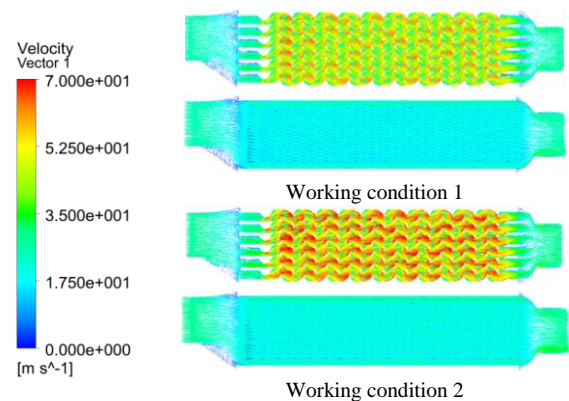 Velocity
Vector 1
7.000e+001
5.250e+001
3.500e+001
1.750e+001
0.000e+000
[m s^-1]
Working condition 1
Working condition 2